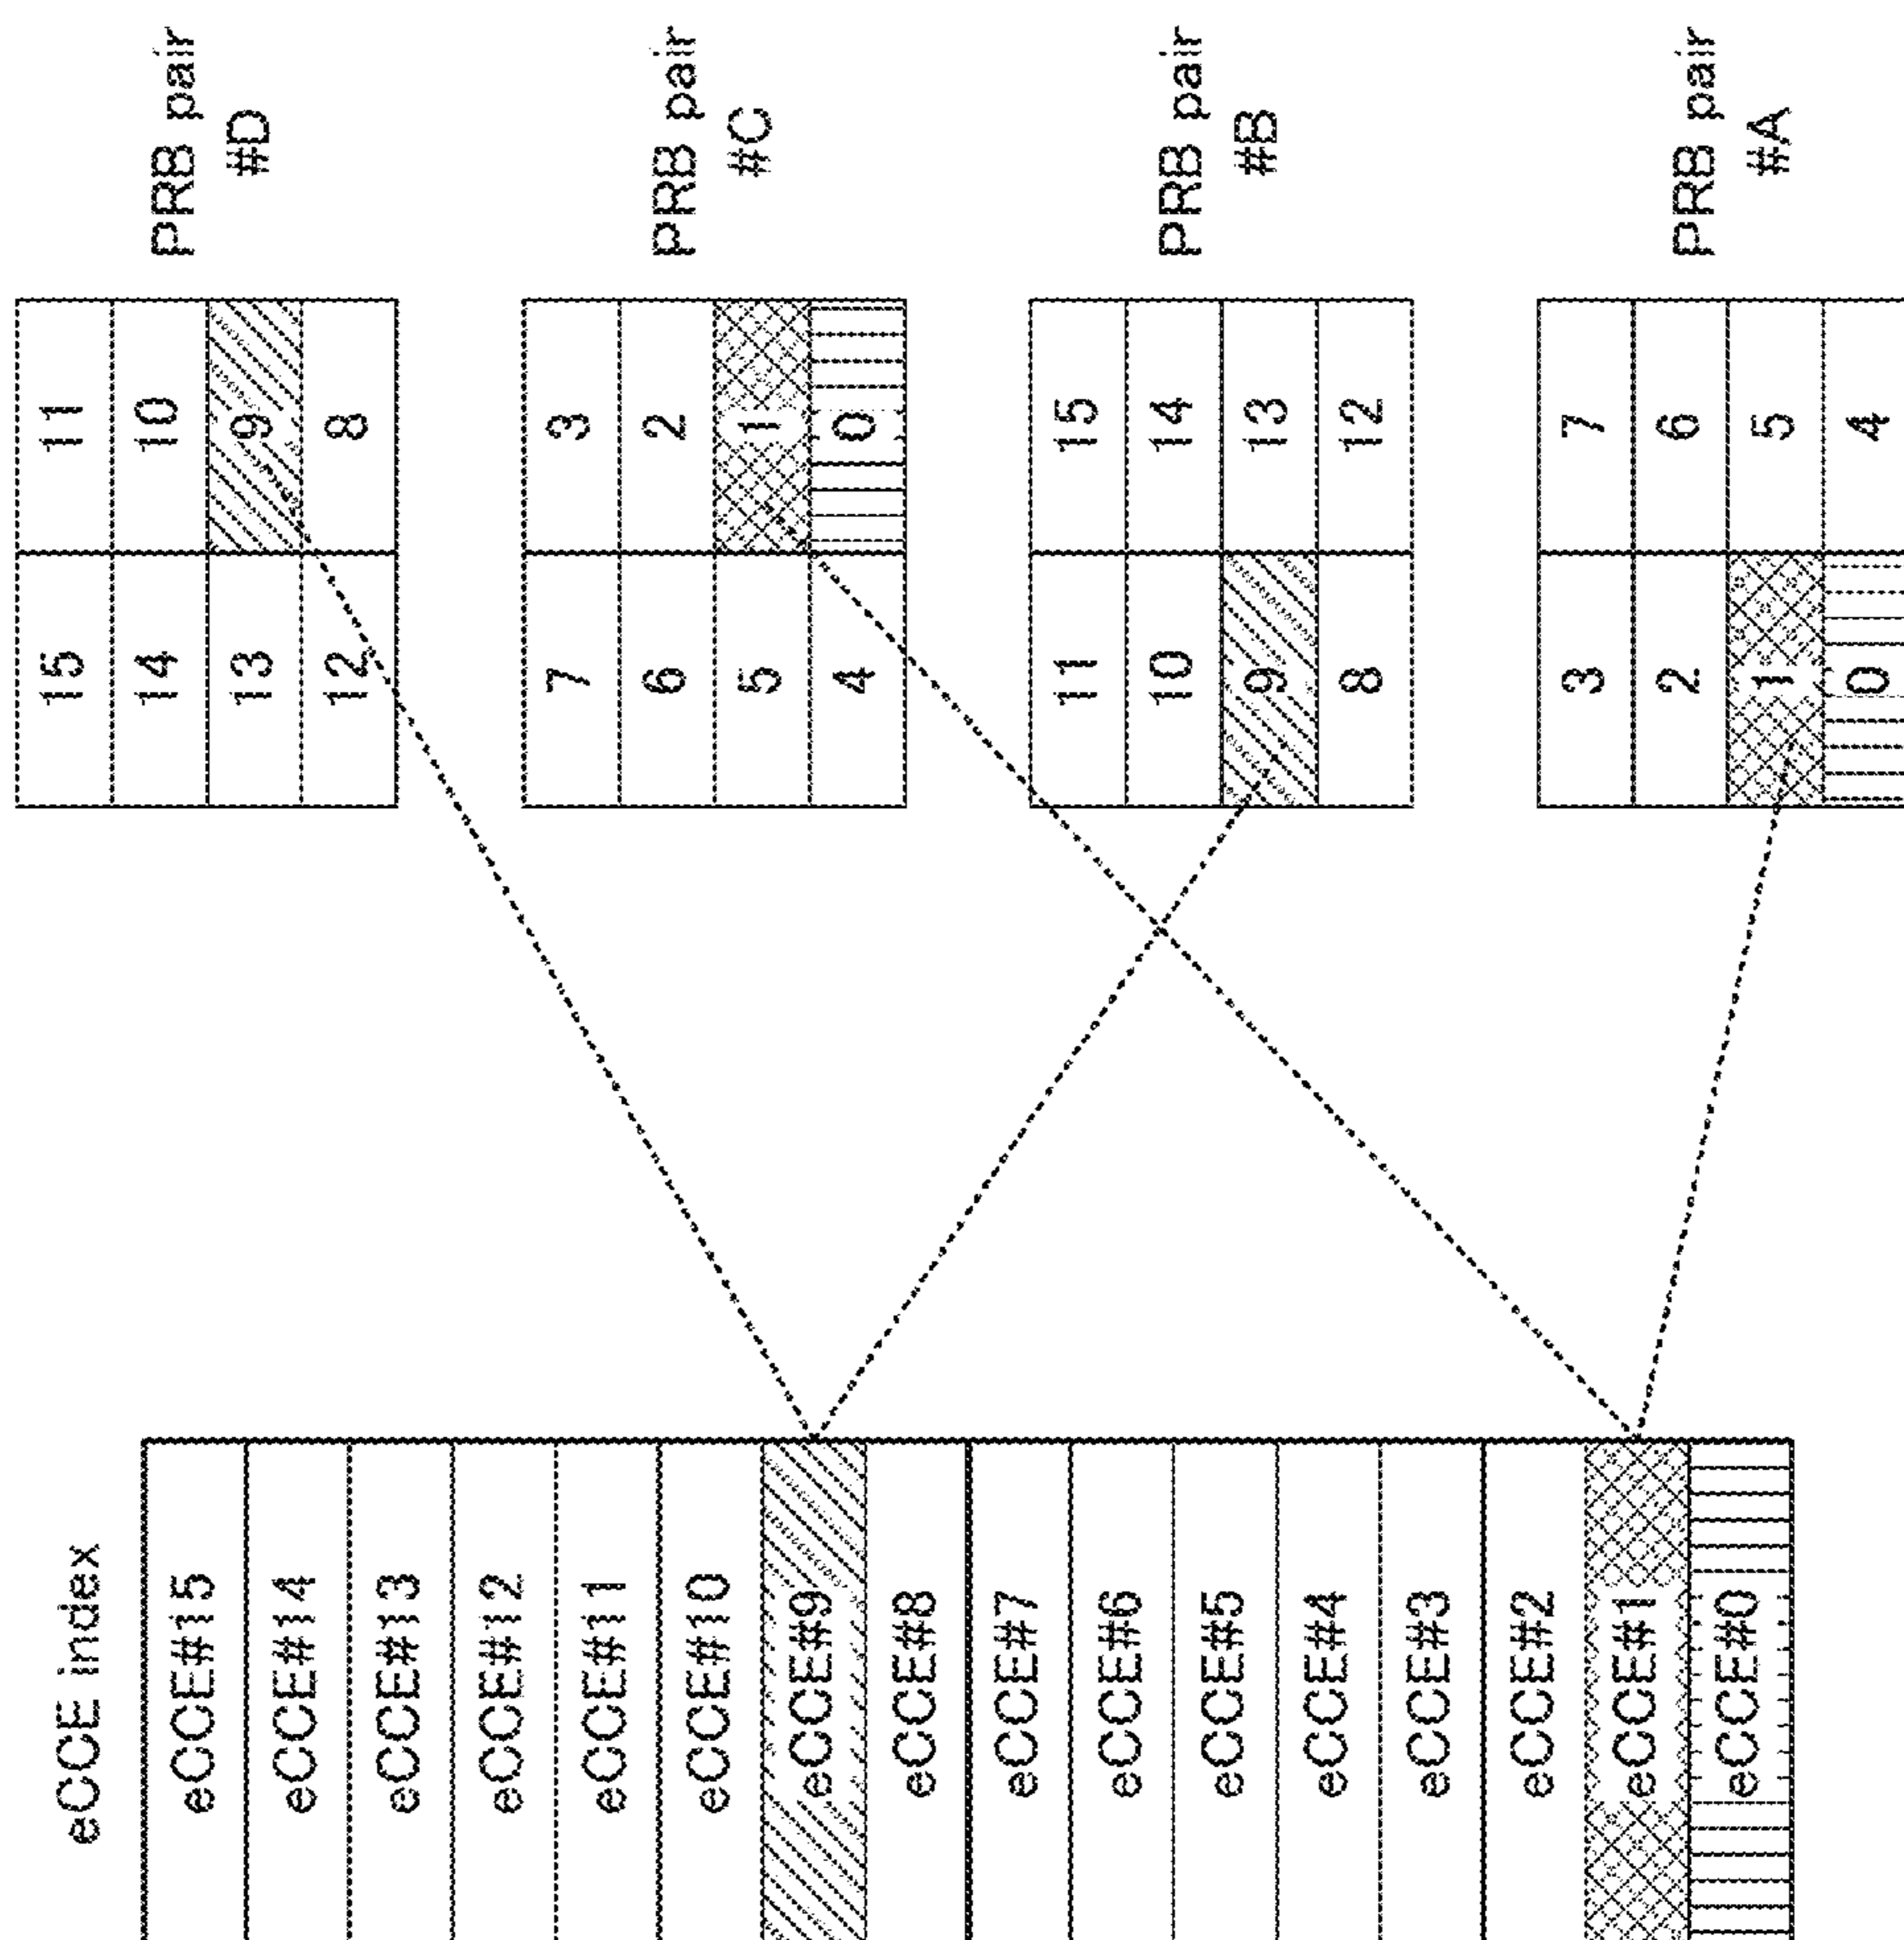 eCCE index
eCCE#15
eCCE#14
eCCE#13
eCCE#12
eCCE#11
eCCE#10
eCCE#9
eCCE#8
eCCE#7
eCCE#6
eCCE#5
eCCE#4
eCCE#3
eCCE#2
eCCE#1
eCCE#0
15 11
14 10
13 9
12 8
PRB pair
#D
7 3
6 2
5 1
4 0
PRB pair
#C
11 15
10 14
9 13
8 12
PRB pair
#B
3 7
2 6
1 5
0 4
PRB pair
#A